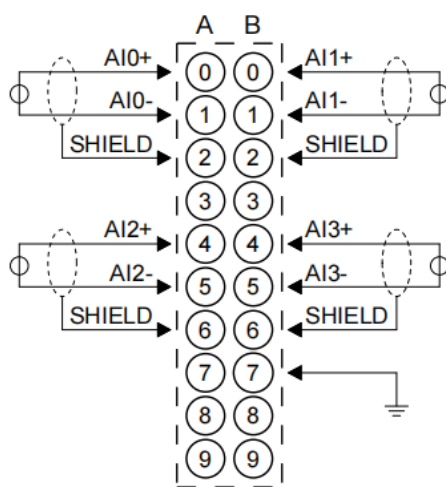 A B
AI0+ 0 0 AI1+
AI0- 1 1 AI1-
SHIELD 2 2 SHIELD
3 3
AI2+ 4 4 AI3+
AI2- 5 5 AI3-
SHIELD 6 6 SHIELD
7 7
8 8
9 9